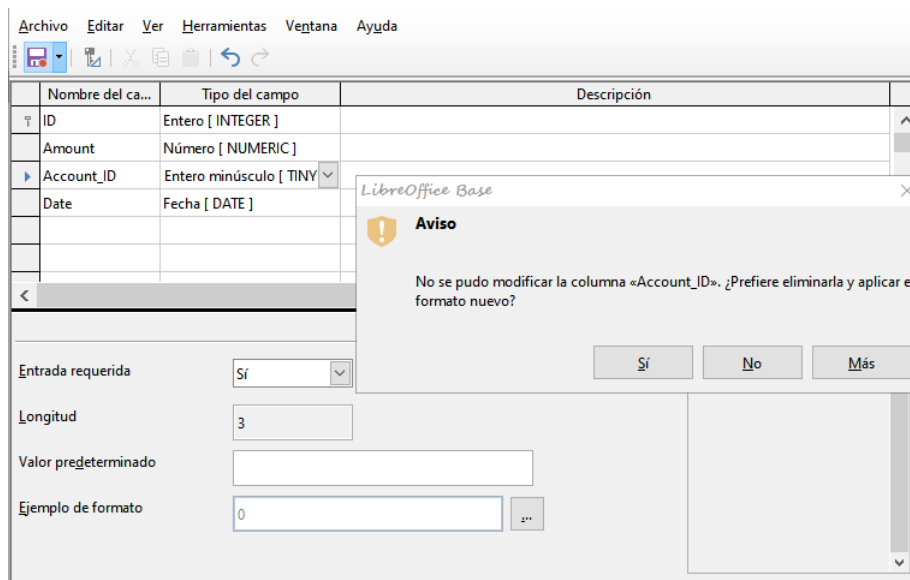 Archivo Editar Ver Herramientas Ventana Ayuda
Nombre del ca... Tipo del campo Descripción
ID Entero [ INTEGER ]
Amount Número [ NUMERIC ]
Account_ID Entero minúsculo [ TINY
Date Fecha [ DATE ]
LibreOffice Base
Aviso
No se pudo modificar la columna «Account_ID». ¿Prefiere eliminarla y aplicar e
formato nuevo?
Sí No Más
Entrada requerida Sí
Longitud 3
Valor predeterminado
Ejemplo de formato 0 ...